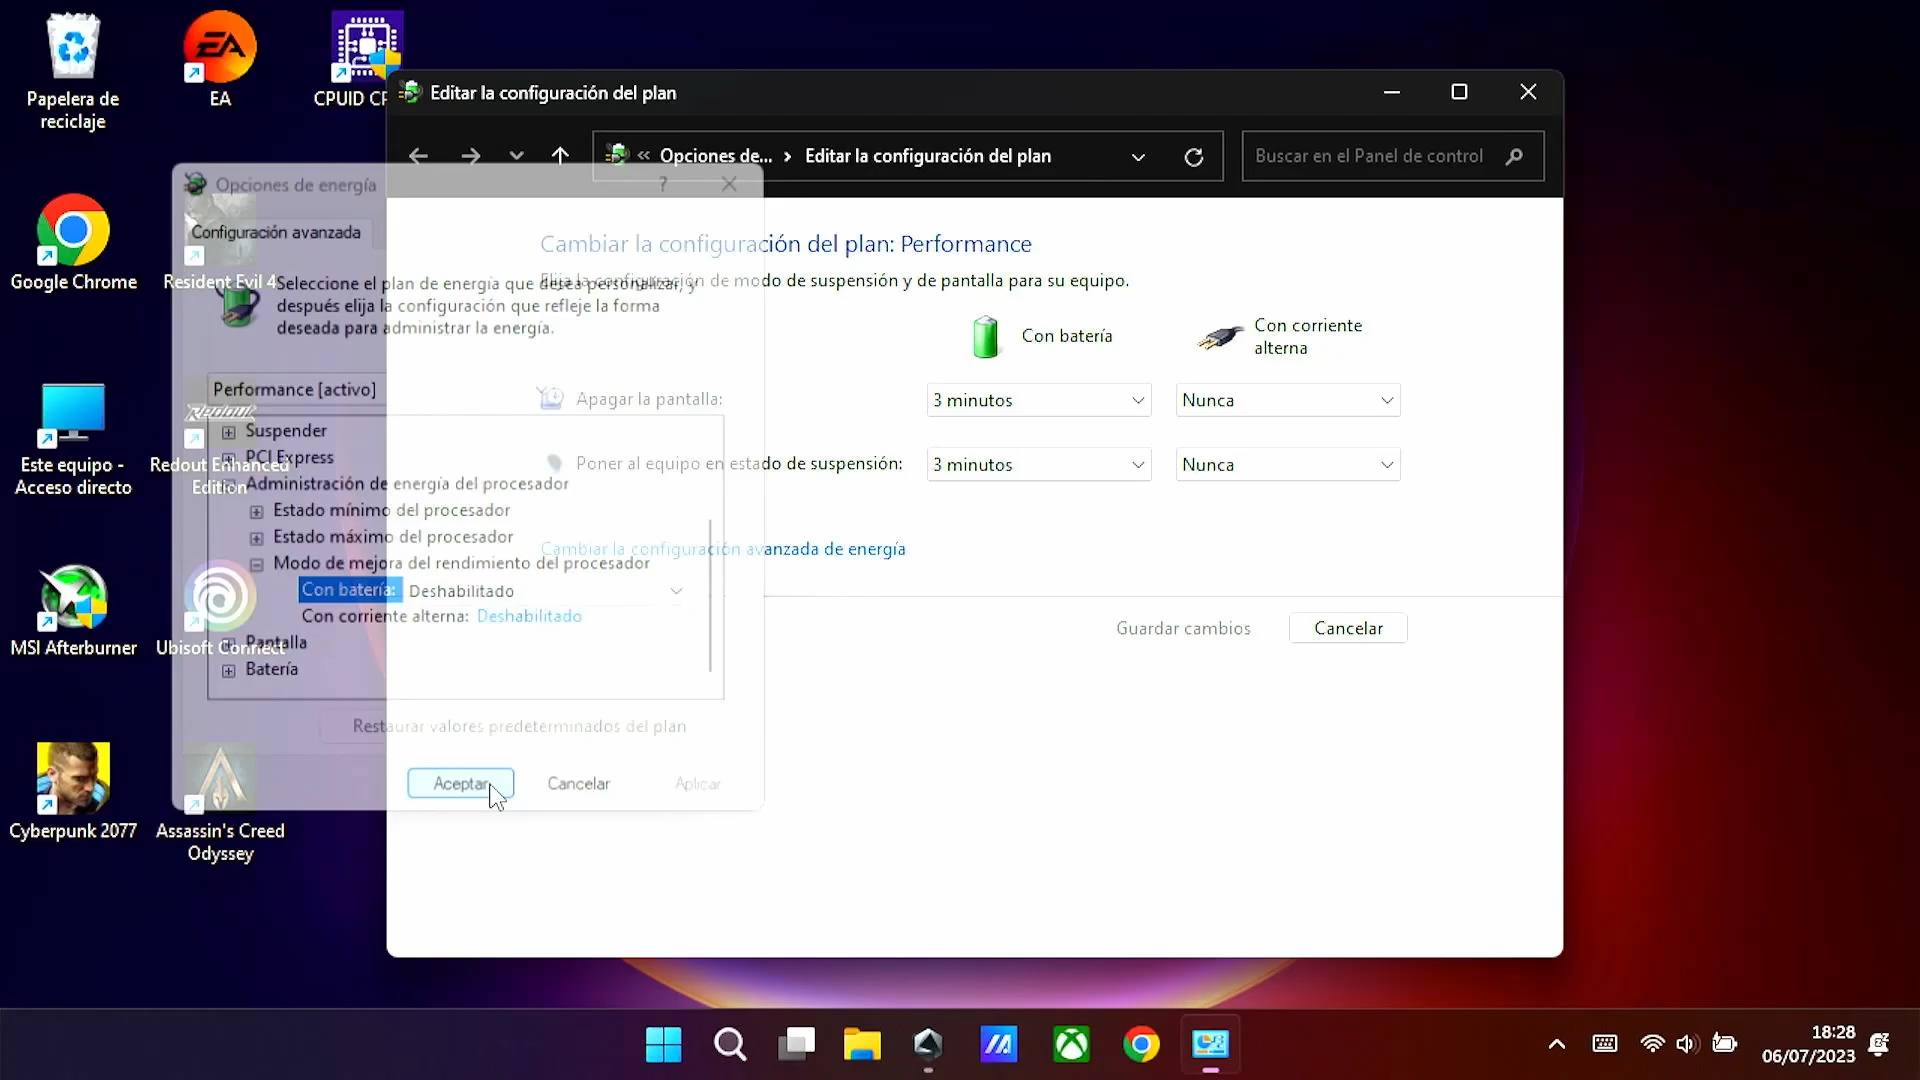 Papelera de
reciclaje
EA
EA
CPUID CP
Google Chrome
Resident Evil 4
Este equipo -
Acceso directo
Redout
Redout Enhanced
Edition
MSI Afterburner
Ubisoft Connect
Cyberpunk 2077
Assassin's Creed
Odyssey
Editar la configuración del plan
« Opciones de... › Editar la configuración del plan
Buscar en el Panel de control
Cambiar la configuración del plan: Performance
Elija la configuración de modo de suspensión y de pantalla para su equipo.
Con batería
Con corriente
alterna
Apagar la pantalla:
3 minutos
Nunca
Poner al equipo en estado de suspensión:
3 minutos
Nunca
Cambiar la configuración avanzada de energía
Guardar cambios
Cancelar
Opciones de energía
?
Configuración avanzada
Seleccione el plan de energía que desea personalizar, y
después elija la configuración que refleje la forma
deseada para administrar la energía.
Performance [activo]
Suspender
PCI Express
Administración de energía del procesador
Estado mínimo del procesador
Estado máximo del procesador
Modo de mejora del rendimiento del procesador
Con batería: Deshabilitado
Con corriente alterna: Deshabilitado
Pantalla
Batería
Restaurar valores predeterminados del plan
Aceptar
Cancelar
Aplicar
18:28
06/07/2023